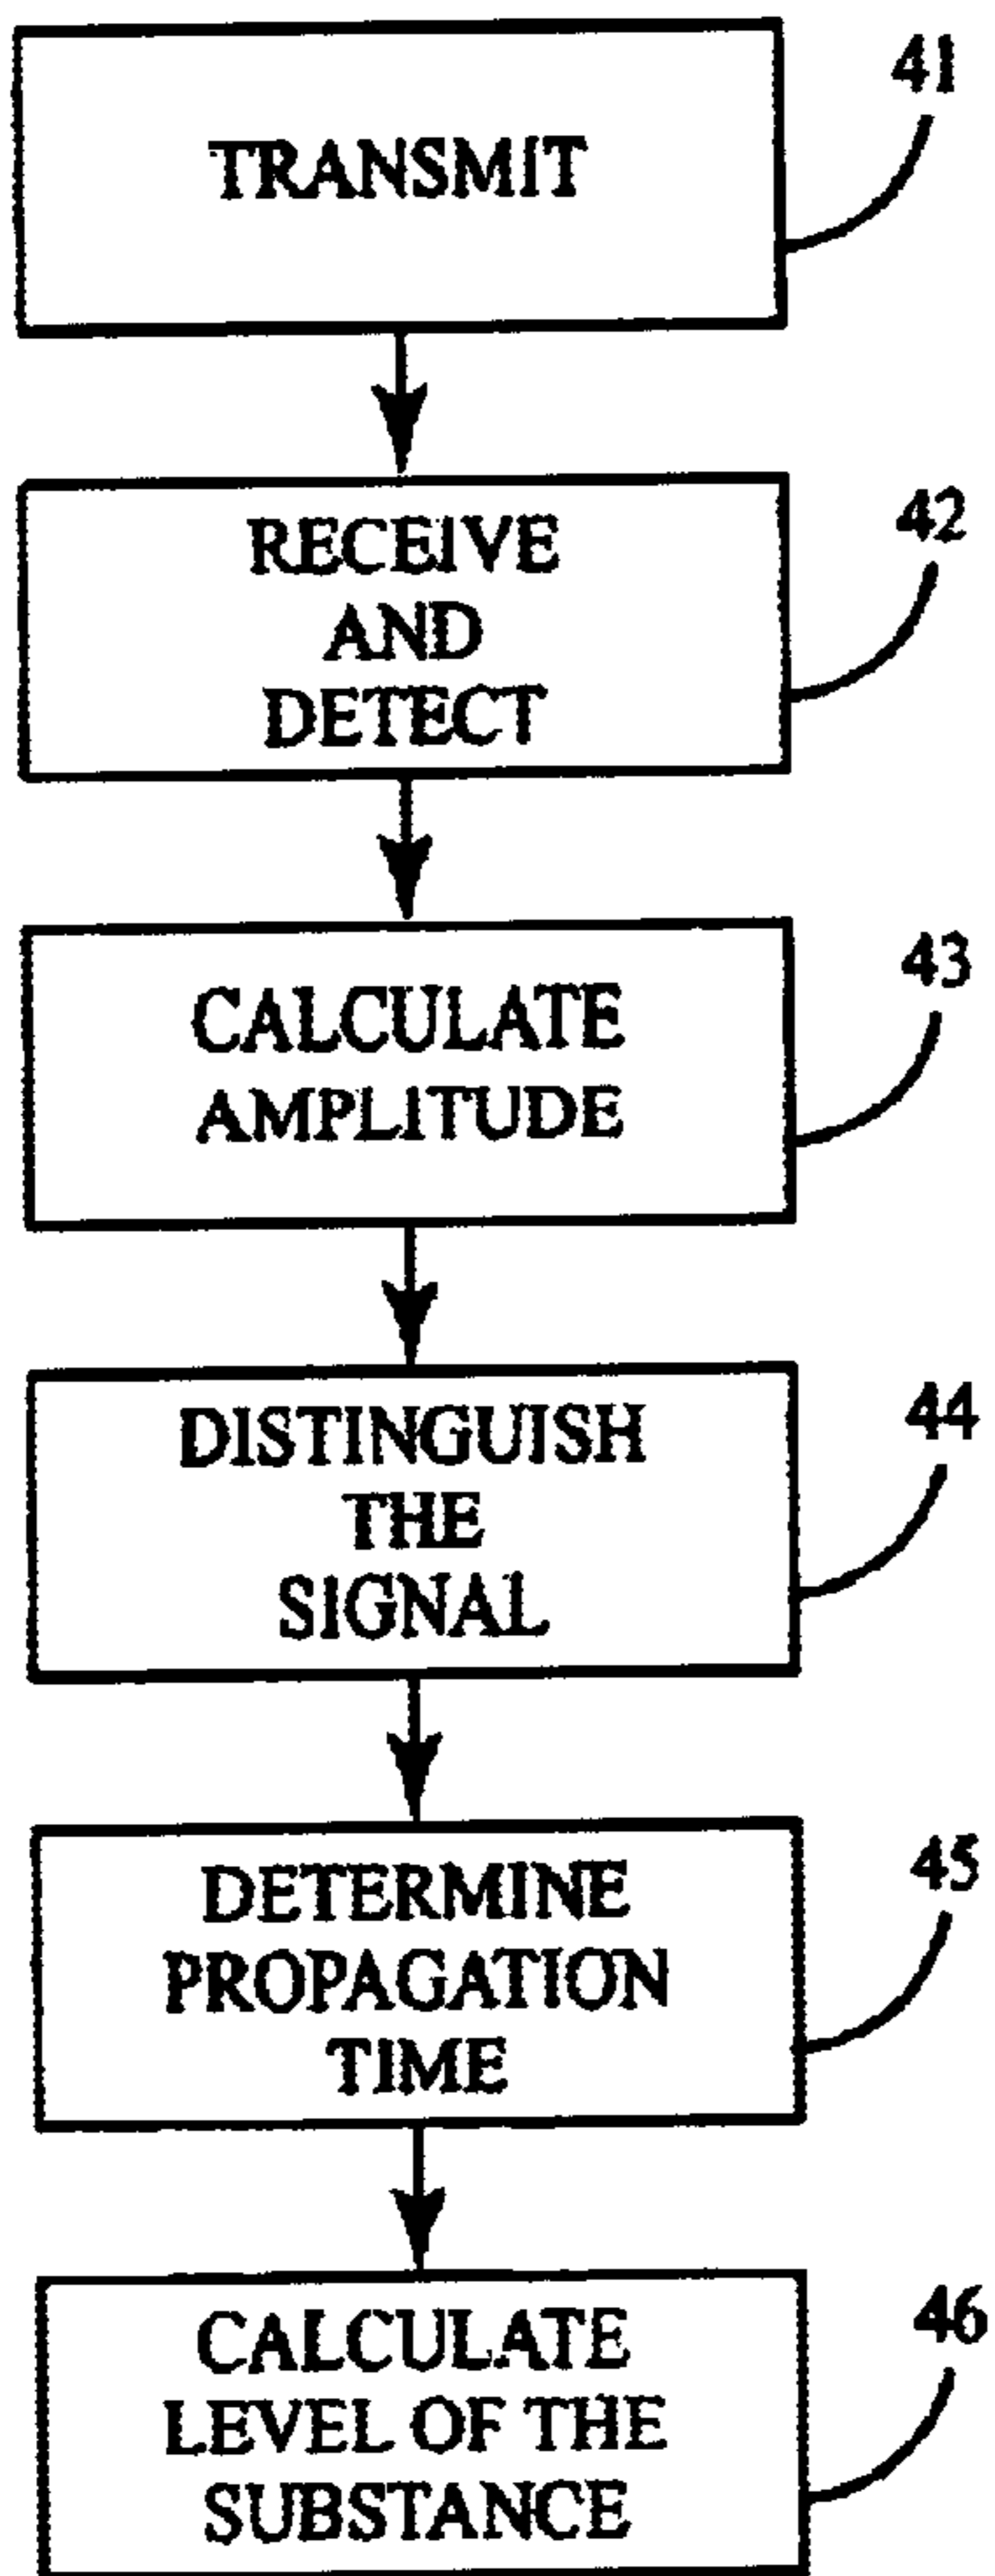 TRANSMIT
41
RECEIVE
AND
DETECT
42
CALCULATE
AMPLITUDE
43
DISTINGUISH
THE
SIGNAL
44
DETERMINE
PROPAGATION
TIME
45
CALCULATE
LEVEL OF THE
SUBSTANCE
46